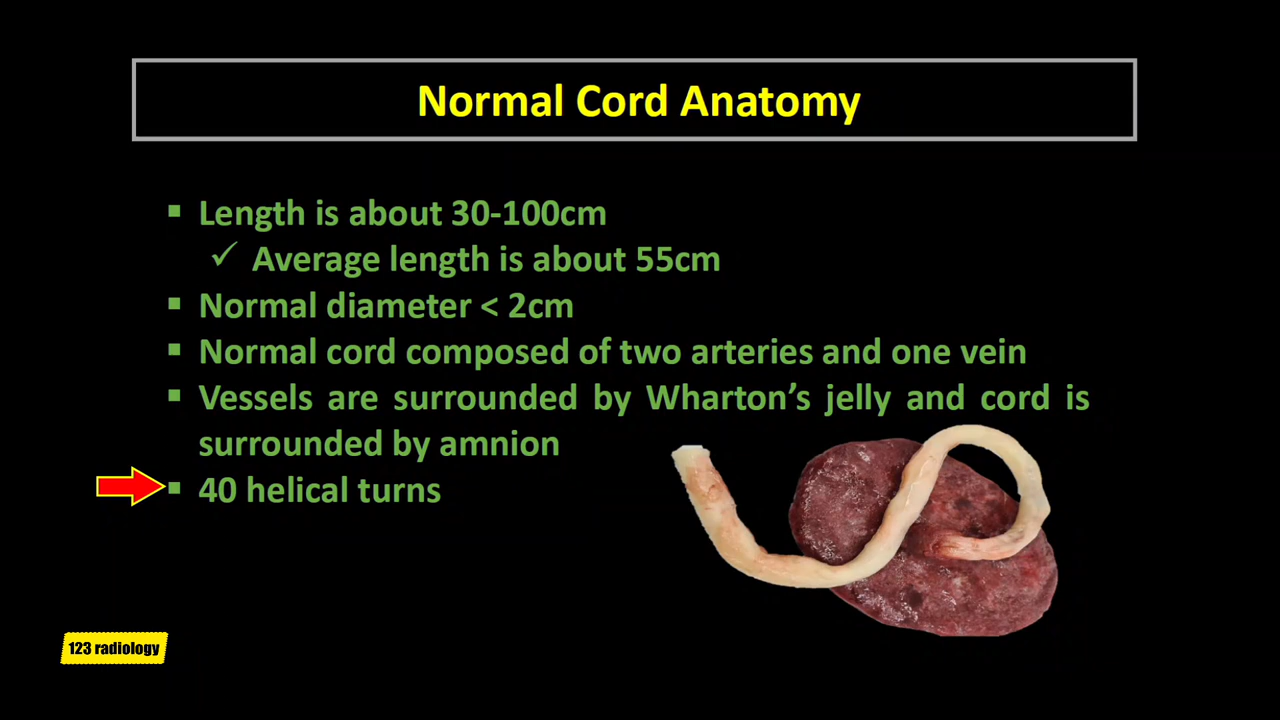 Normal Cord Anatomy
▪ Length is about 30-100cm
✓ Average length is about 55cm
▪ Normal diameter < 2cm
▪ Normal cord composed of two arteries and one vein
▪ Vessels are surrounded by Wharton’s jelly and cord is
surrounded by amnion
▪ 40 helical turns
123 radiology